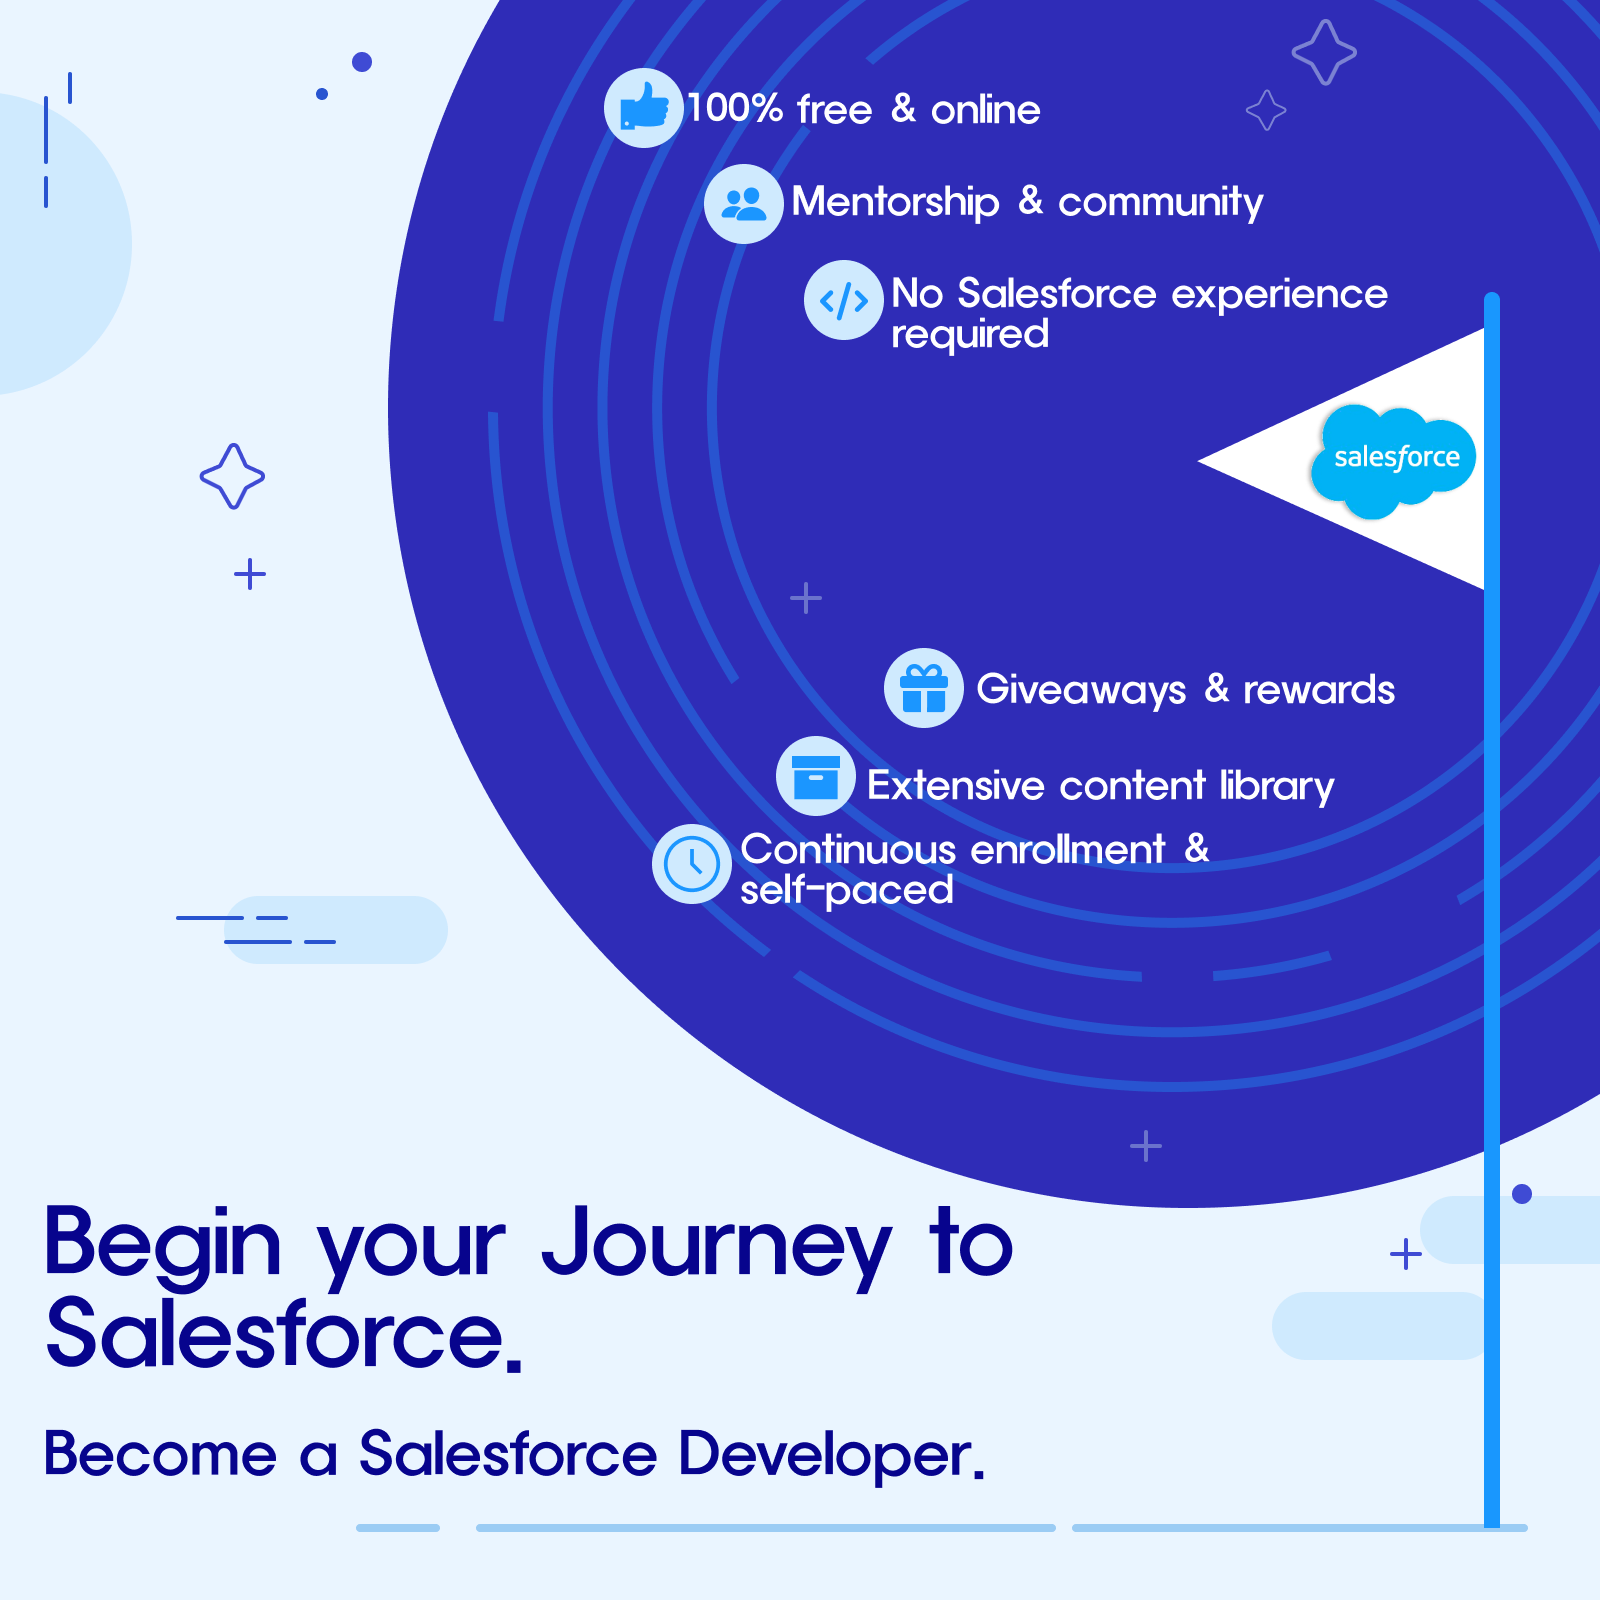 100% free & online
Mentorship & community
No Salesforce experience
required
salesforce
Giveaways & rewards
Extensive content library
Continuous enrollment &
self-paced
Begin your Journey to
Salesforce.
Become a Salesforce Developer.